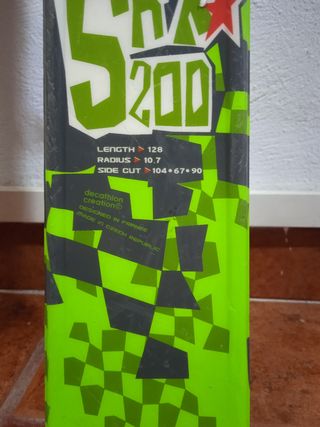 200
LENGTH > 128
RADIUS > 10.7
SIDE CUT > 104•67•90
decathlon
creation©
DESIGNED IN FRANCE
MADE IN CZECH REPUBLIC